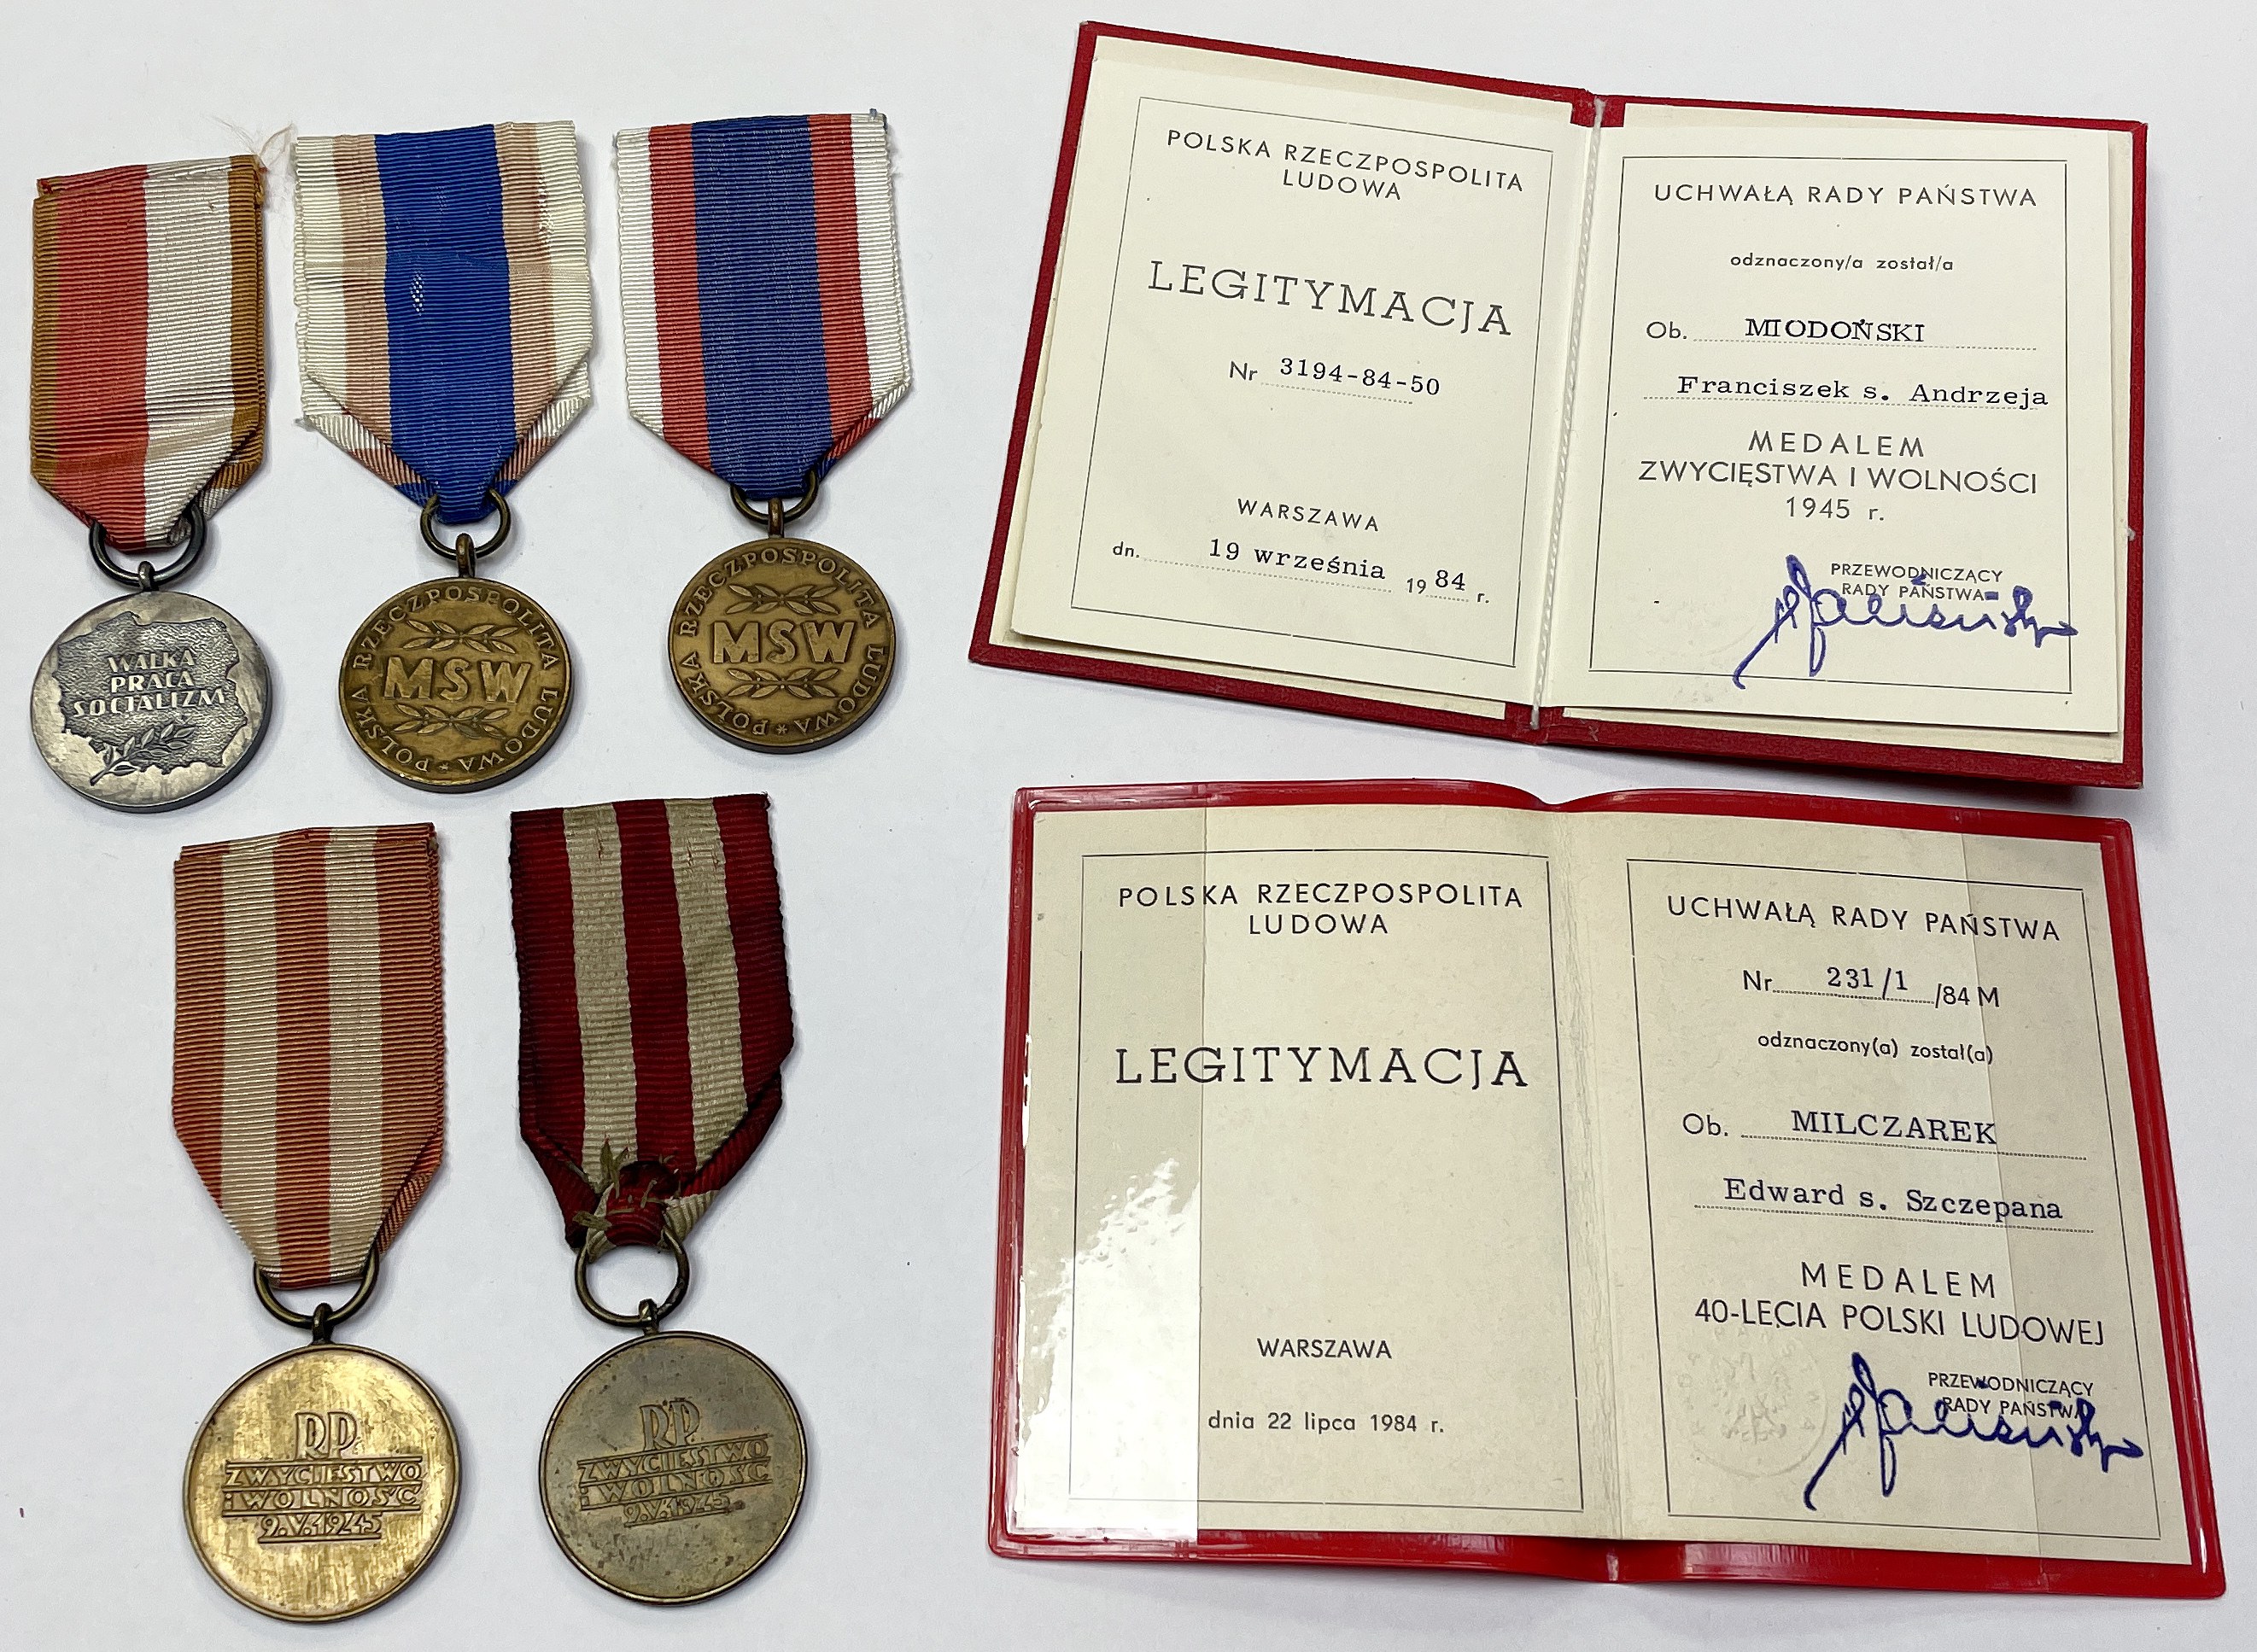 WALKA
PRACA
SOCJALIZM
POLSKA RZECZPOSPOLITA LUDOWA *
MSW
POLSKA RZECZPOSPOLITA LUDOWA *
MSW
RP
ZWYCIĘSTWO
i WOLNOŚĆ
9.V.1945
RP
ZWYCIĘSTWO
i WOLNOŚĆ
9.V.1945
POLSKA RZECZPOSPOLITA
LUDOWA
LEGITYMACJA
Nr 3194-84-50
WARSZAWA
dn. 19 września 1984 r.
UCHWAŁĄ RADY PAŃSTWA
odznaczony/a został/a
Ob. MIODOŃSKI
Franciszek s. Andrzeja
MEDALEM
ZWYCIĘSTWA I WOLNOŚCI
1945 r.
PRZEWODNICZĄCY
RADY PAŃSTWA
POLSKA RZECZPOSPOLITA
LUDOWA
LEGITYMACJA
WARSZAWA
dnia 22 lipca 1984 r.
UCHWAŁĄ RADY PAŃSTWA
Nr 231/1 /84 M
odznaczony(a) został(a)
Ob. MILCZAREK
Edward s. Szczepana
MEDALEM
40-LECIA POLSKI LUDOWEJ
PRZEWODNICZĄCY
RADY PAŃSTWA